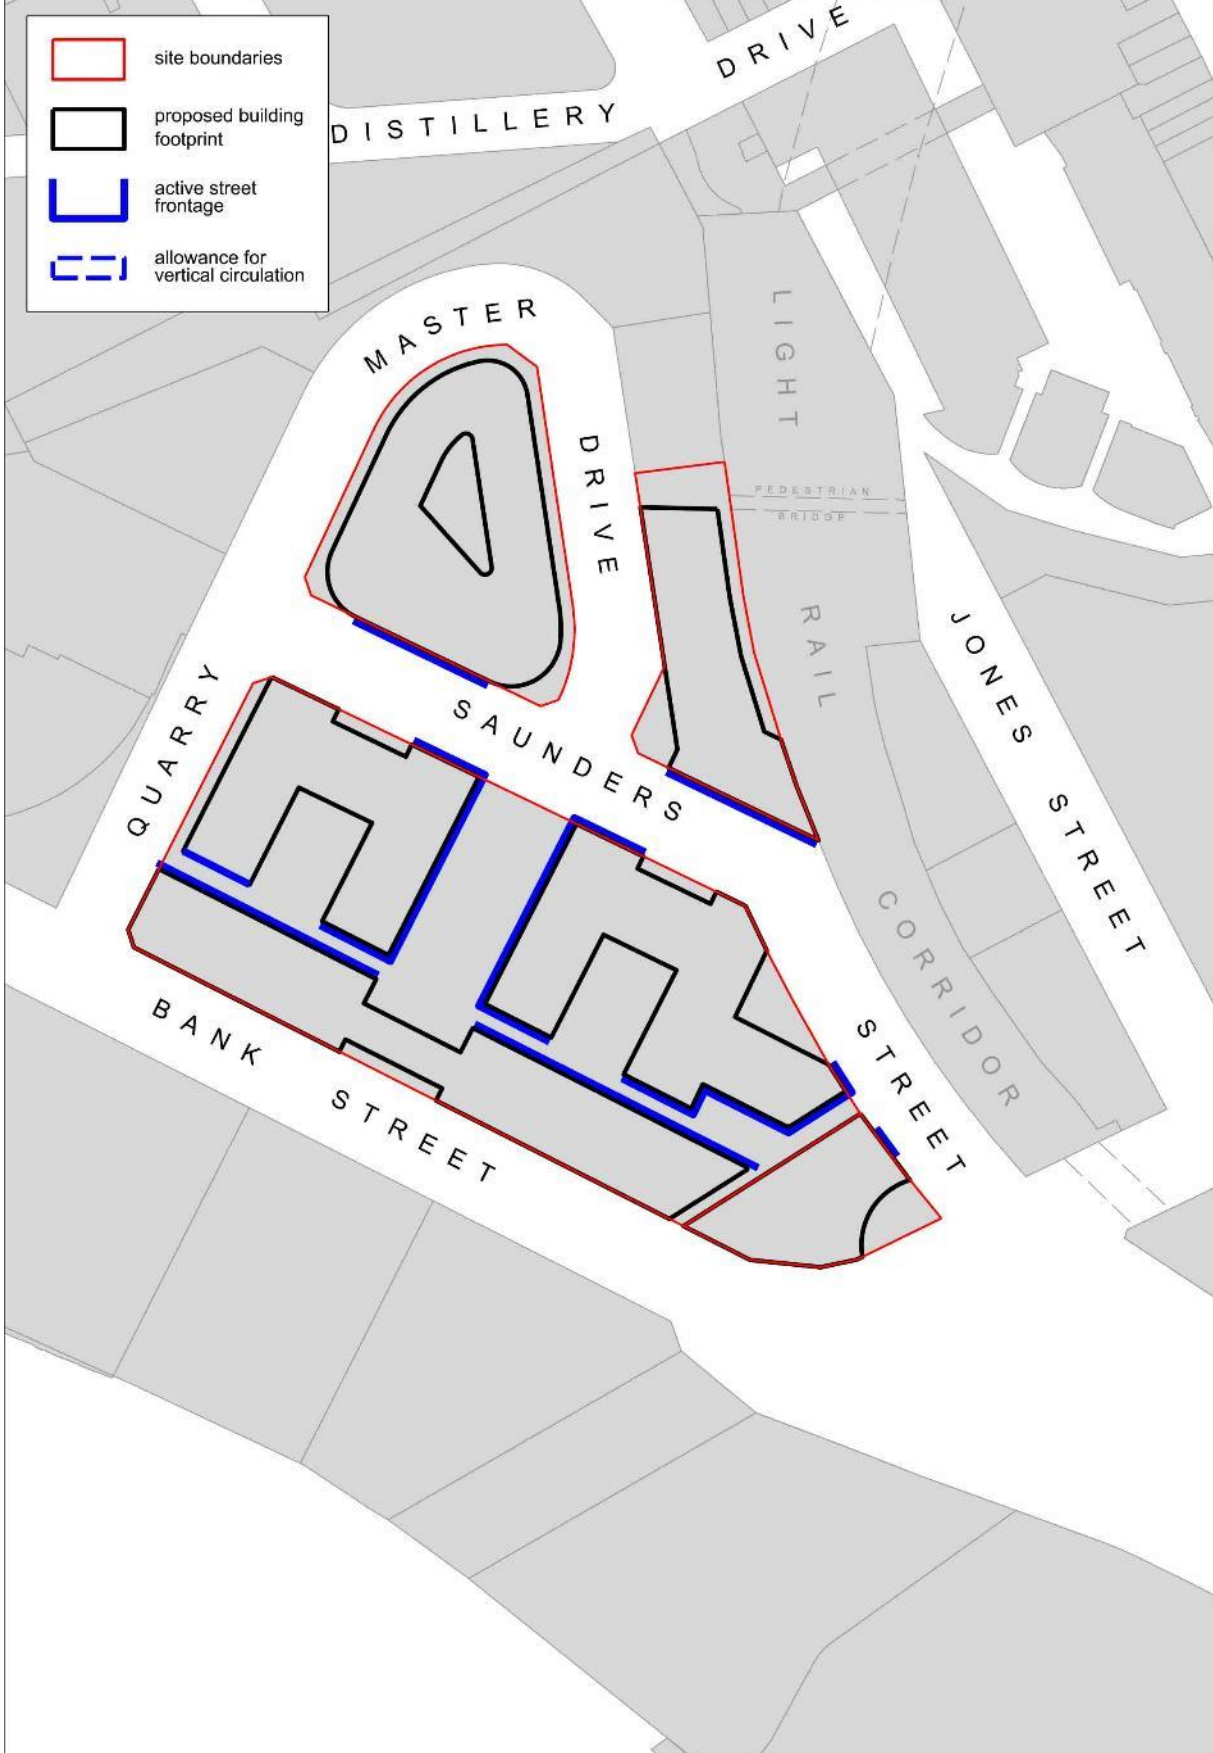 site boundaries
proposed building
footprint
active street
frontage
allowance for
vertical circulation
DISTILLERY DRIVE
QUARRY MASTER DRIVE
LIGHT RAIL CORRIDOR
PEDESTRIAN
BRIDGE
JONES STREET
SAUNDERS STREET
BANK STREET